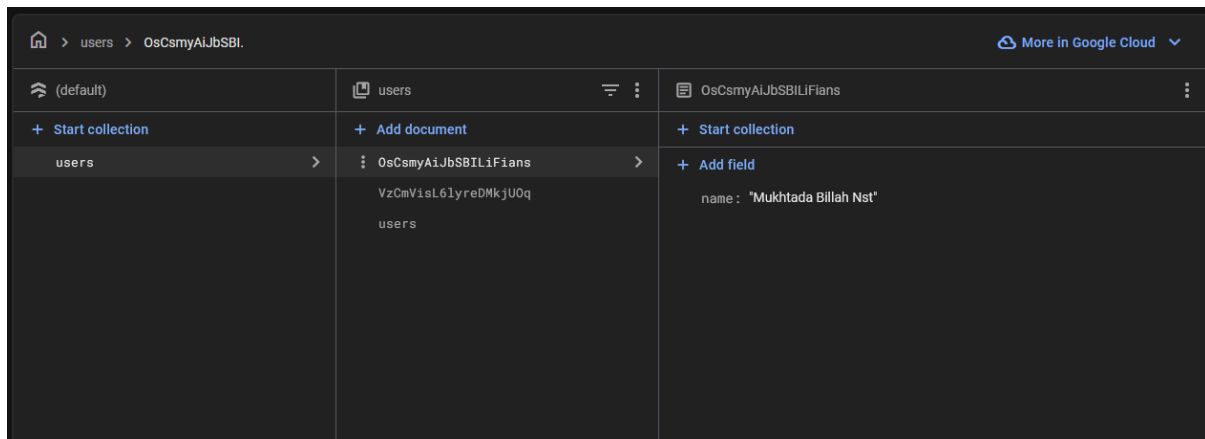 > users > OsCsmyAiJbSBI.
More in Google Cloud
(default)
users
OsCsmyAiJbSBILiFians
+ Start collection
+ Add document
+ Start collection
users
OsCsmyAiJbSBILiFians
+ Add field
VzCmVisL6lyreDMkjUOq
name: "Mukhtada Billah Nst"
users